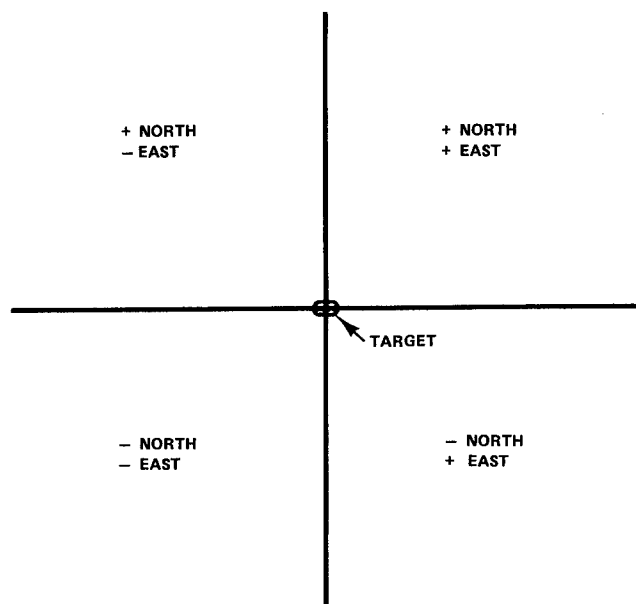 + NORTH
– EAST
+ NORTH
+ EAST
TARGET
– NORTH
– EAST
– NORTH
+ EAST